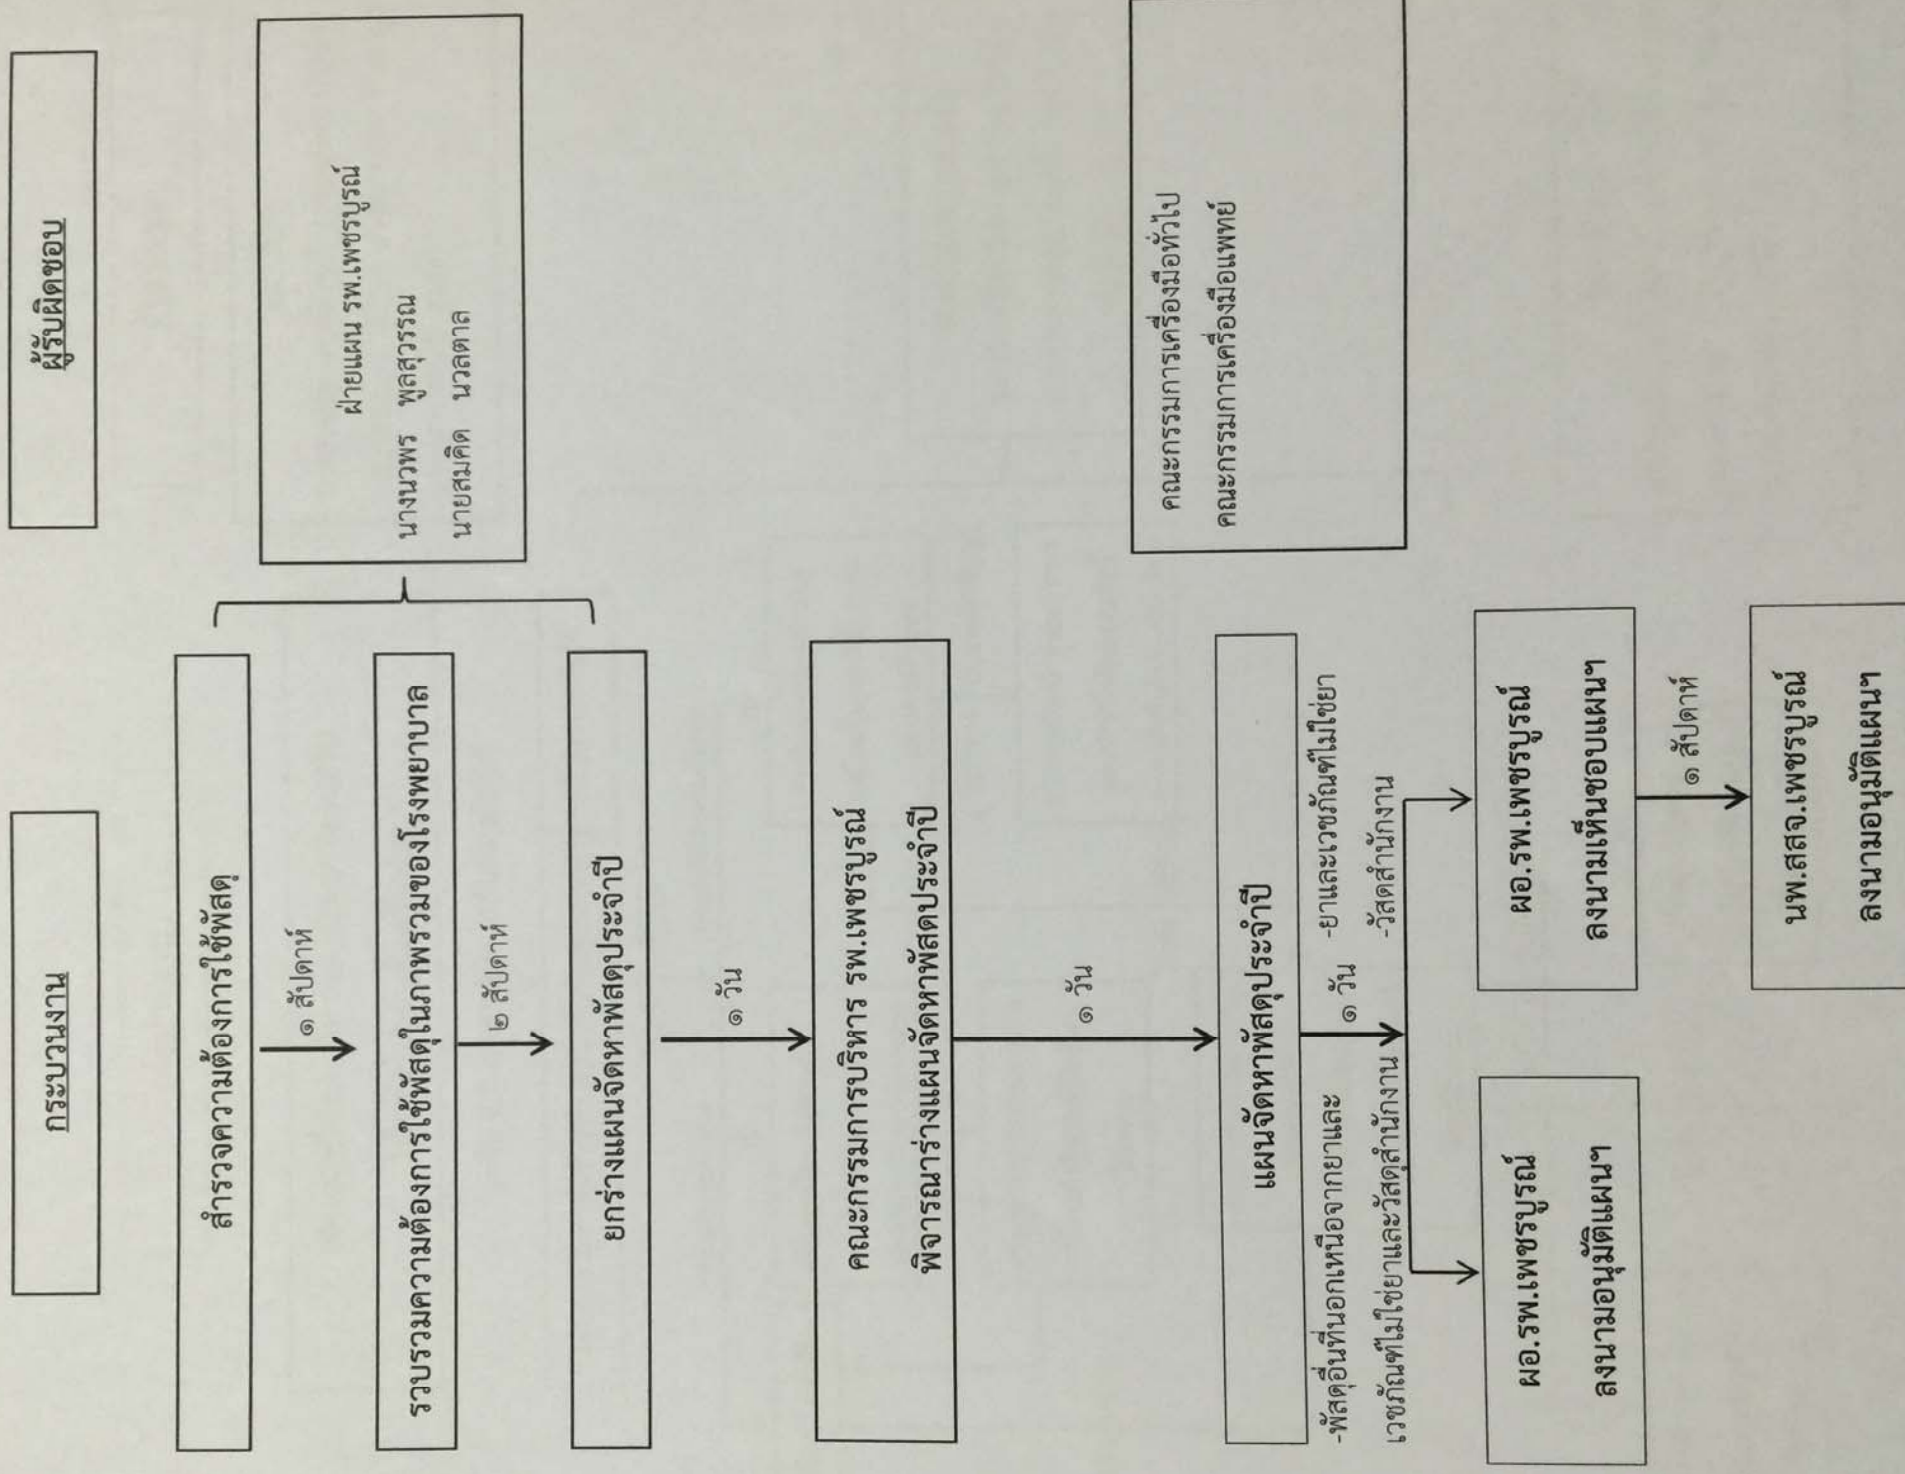 กระบวนงาน
ผู้รับผิดชอบ
สำรวจความต้องการใช้พัสดุ
๑ สัปดาห์
รวบรวมความต้องการใช้พัสดุในภาพรวมของโรงพยาบาล
๒ สัปดาห์
ยกร่างแผนจัดหาพัสดุประจำปี
ฝ่ายแผน รพ.เพชรบูรณ์
นางนวพร พูลสุวรรณ
นายสมคิด นวลตาล
๑ วัน
คณะกรรมการบริหาร รพ.เพชรบูรณ์
พิจารณาร่างแผนจัดหาพัสดุประจำปี
๑ วัน
คณะกรรมการเครื่องมือทั่วไป
คณะกรรมการเครื่องมือแพทย์
แผนจัดหาพัสดุประจำปี
-พัสดุอื่นที่นอกเหนือจากยาและ
เวชภัณฑ์ไม่ใช่ยาและวัสดุสำนักงาน
๑ วัน
-ยาและเวชภัณฑ์ไม่ใช่ยา
-วัสดุสำนักงาน
ผอ.รพ.เพชรบูรณ์
ลงนามอนุมัติแผนฯ
ผอ.รพ.เพชรบูรณ์
ลงนามเห็นชอบแผนฯ
๑ สัปดาห์
นพ.สสจ.เพชรบูรณ์
ลงนามอนุมัติแผนฯ